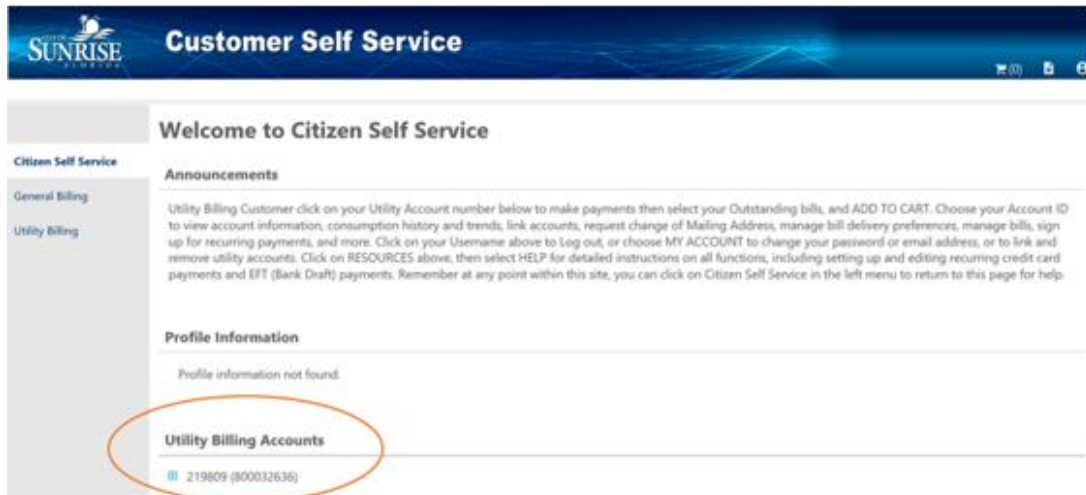 CITY OF
SUNRISE
FLORIDA
Customer Self Service
(0)
Welcome to Citizen Self Service
Citizen Self Service
General Billing
Utility Billing
Announcements
Utility Billing Customer click on your Utility Account number below to make payments then select your Outstanding bills, and ADD TO CART. Choose your Account ID
to view account information, consumption history and trends, link accounts, request change of Mailing Address, manage bill delivery preferences, manage bills, sign
up for recurring payments, and more. Click on your Username above to Log out, or choose MY ACCOUNT to change your password or email address, or to link and
remove utility accounts. Click on RESOURCES above, then select HELP for detailed instructions on all functions, including setting up and editing recurring credit card
payments and EFT (Bank Draft) payments. Remember at any point within this site, you can click on Citizen Self Service in the left menu to return to this page for help.
Profile Information
Profile information not found.
Utility Billing Accounts
219809 (800032636)